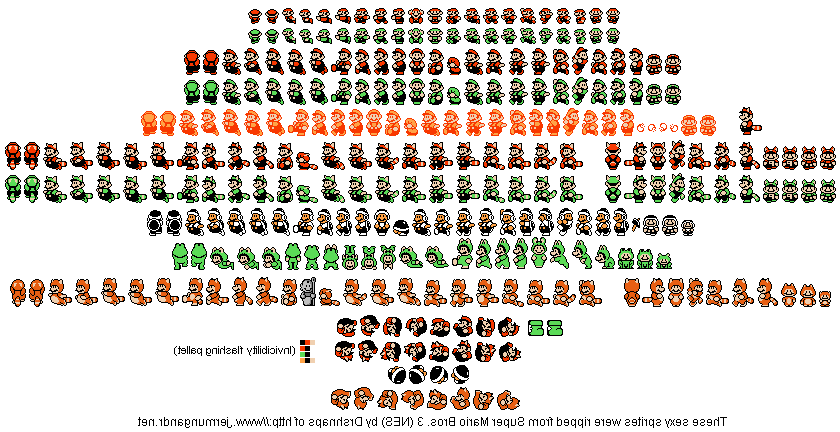 (Invicibility flashing pallet)
These sexy sprites were ripped from Super Mario Bros. 3 (NES) by Drshnaps of http://www.jermungandr.net